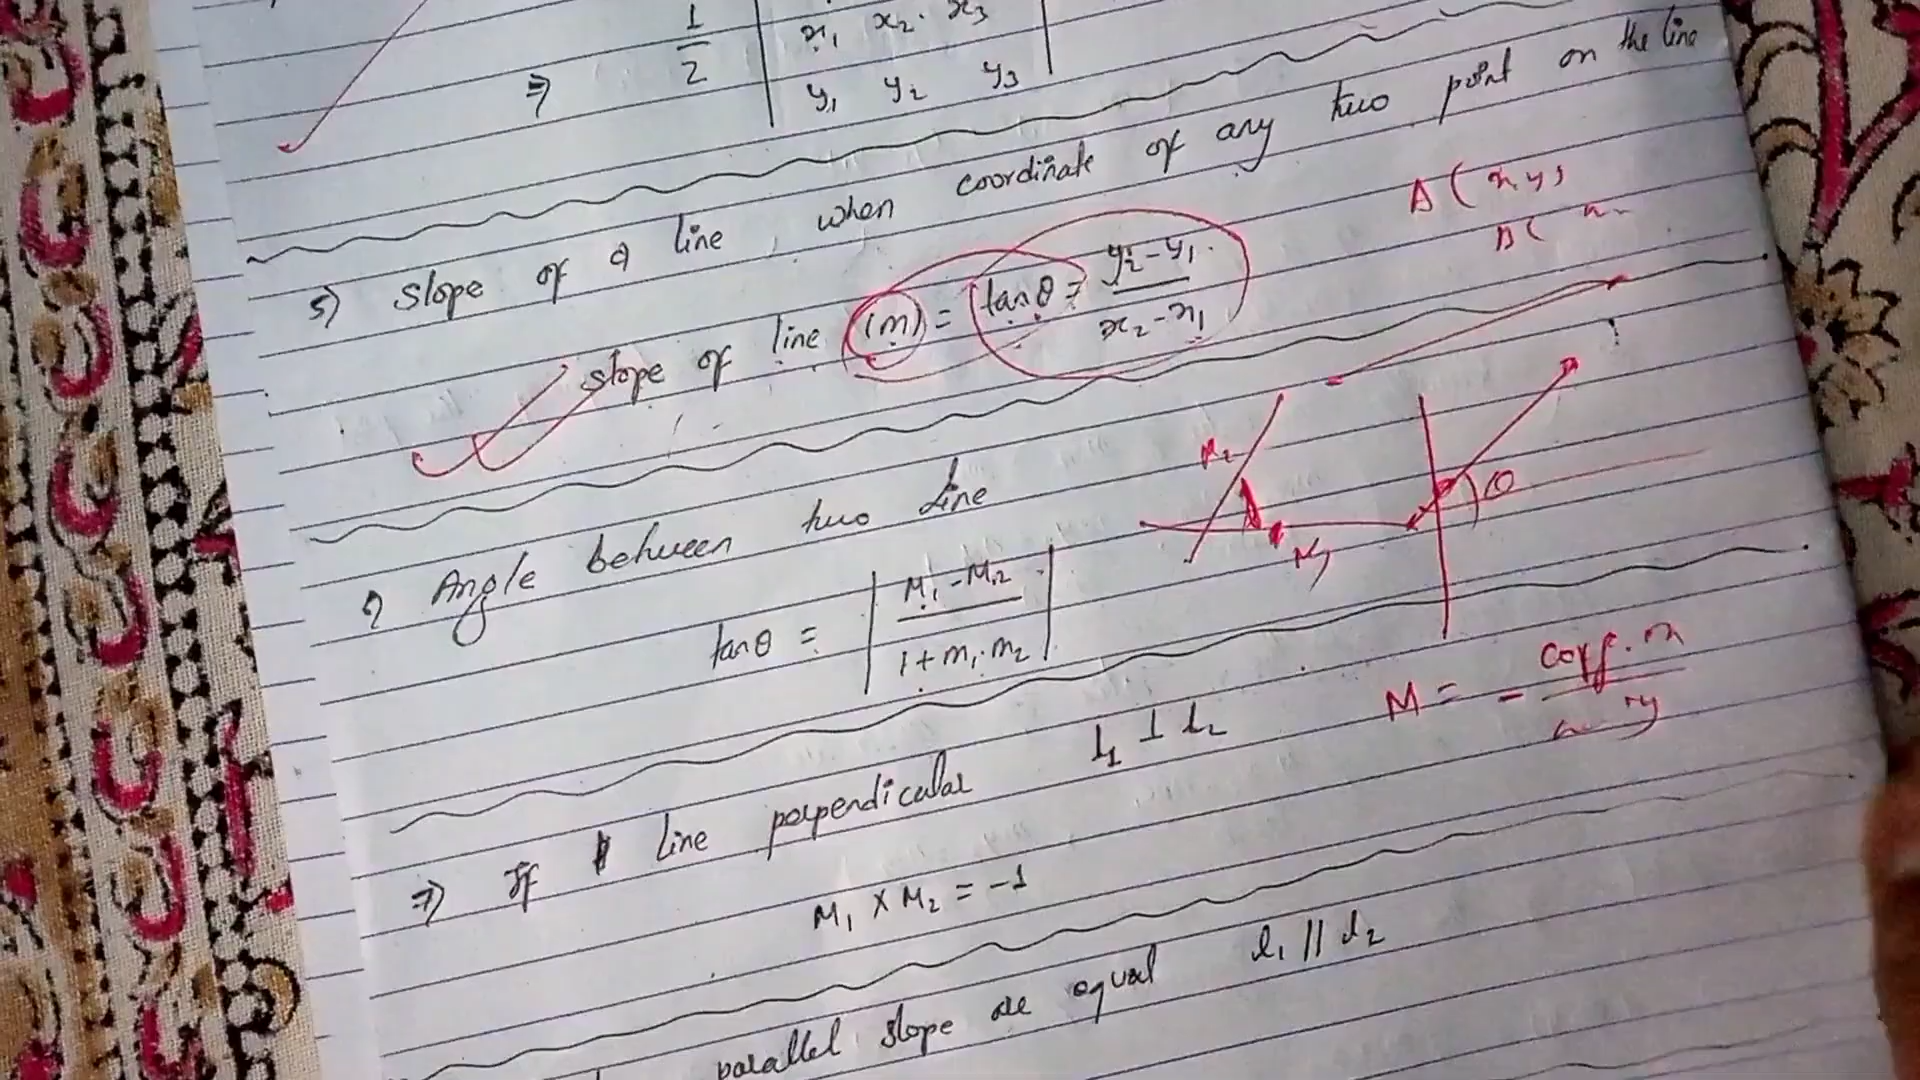 ⇒ 1/2 | x₁ x₂ x₃
y₁ y₂ y₃ |
5) slope of a line, when coordinate of any two point on the line
A ( x y )
B (
slope of line (m) = tanθ = y₂-y₁ / x₂-x₁
Angle between two line
M₂
M₁
θ
tanθ = | M₁-M₂ / 1+m₁.m₂ |
M = - coff. x / y
⇒) If line perpendicular L₁ ⊥ L₂
M₁ × M₂ = -1
parallel slope are equal l₁ || l₂